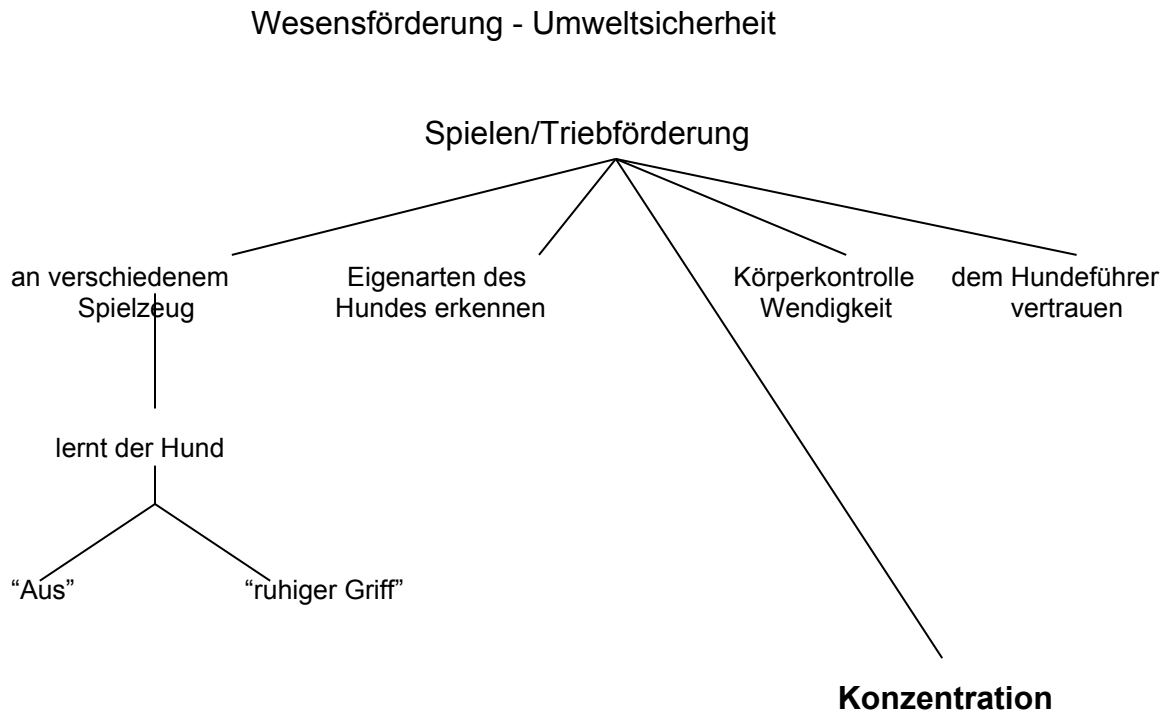 Wesensförderung - Umweltsicherheit
Spielen/Triebförderung
an verschiedenem
Spielzeug
Eigenarten des
Hundes erkennen
Körperkontrolle
Wendigkeit
dem Hundeführer
vertrauen
lernt der Hund
“Aus”
“ruhiger Griff”
Konzentration